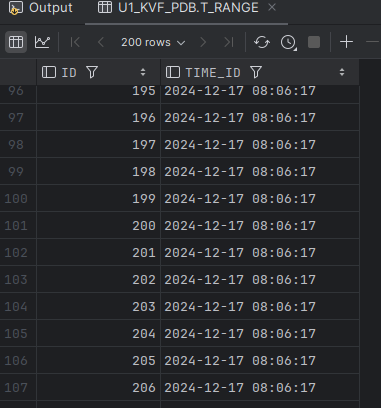 Output U1_KVF_PDB.T_RANGE
200 rows
ID TIME_ID
96 195 2024-12-17 08:06:17
97 196 2024-12-17 08:06:17
98 197 2024-12-17 08:06:17
99 198 2024-12-17 08:06:17
100 199 2024-12-17 08:06:17
101 200 2024-12-17 08:06:17
102 201 2024-12-17 08:06:17
103 202 2024-12-17 08:06:17
104 203 2024-12-17 08:06:17
105 204 2024-12-17 08:06:17
106 205 2024-12-17 08:06:17
107 206 2024-12-17 08:06:17